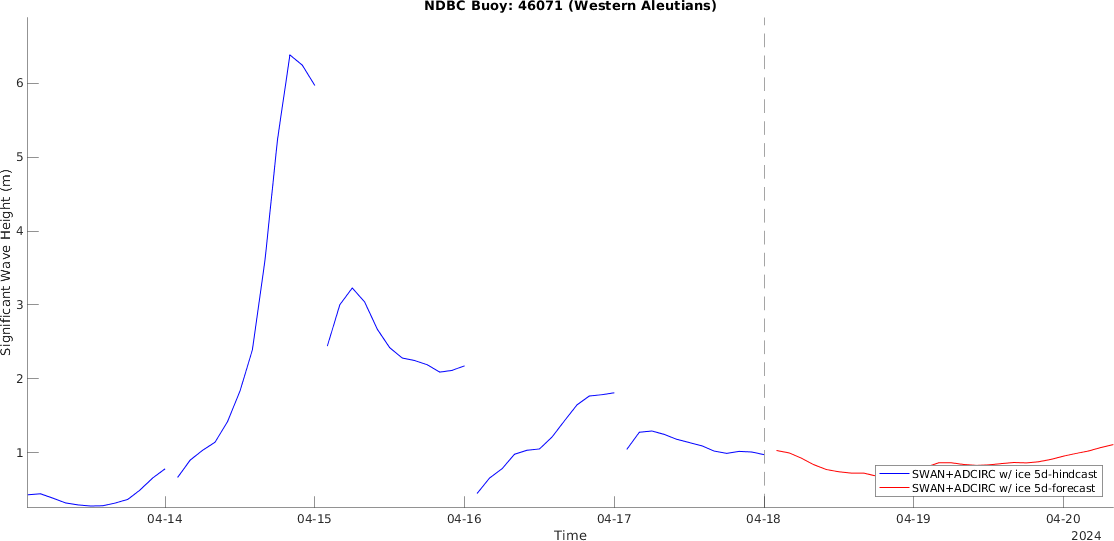 NDBC Buoy: 46071 (Western Aleutians)
Significant Wave Height (m)
6
5
4
3
2
1
SWAN+ADCIRC w/ ice 5d-hindcast
SWAN+ADCIRC w/ ice 5d-forecast
04-14
04-15
04-16
04-17
04-18
04-19
04-20
Time
2024